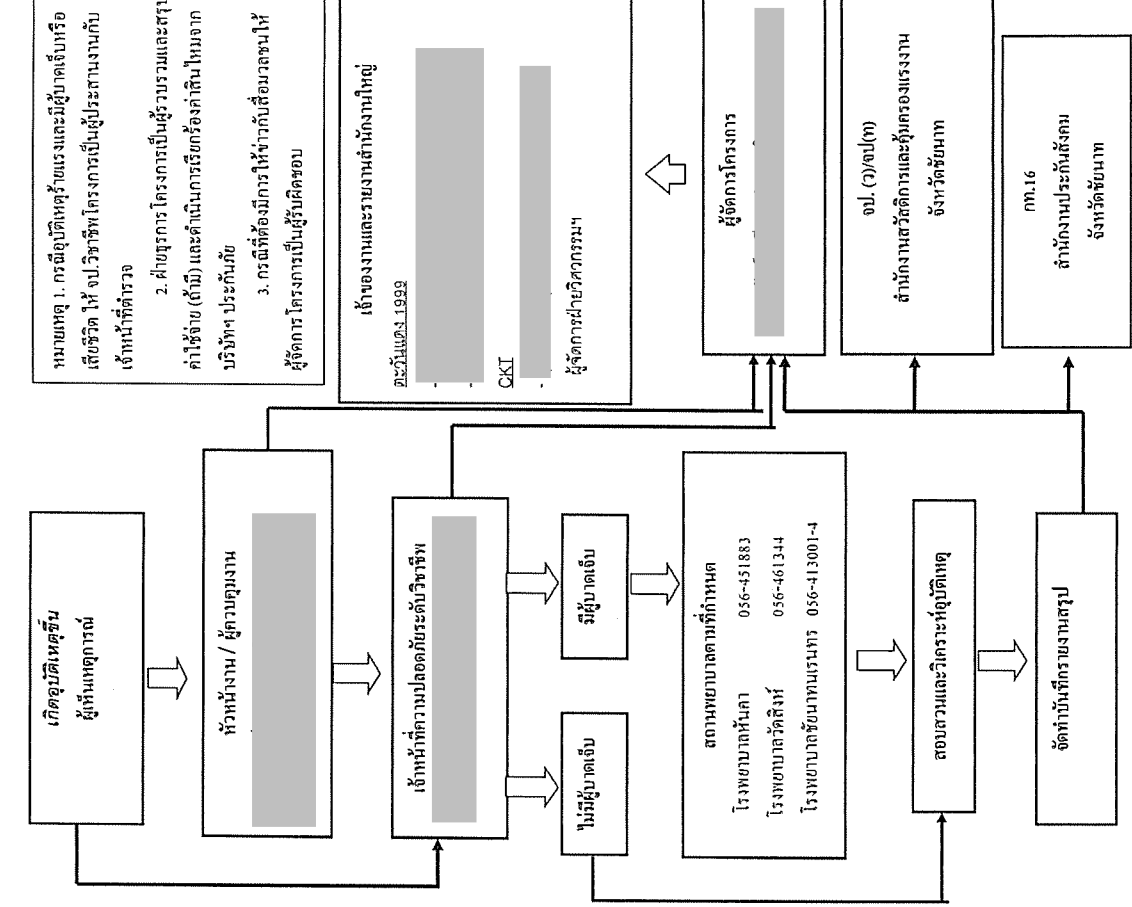 หมายเหตุ 1. กรณีอุบัติเหตุร้ายแรงและมีผู้บาดเจ็บหรือ
เสียชีวิต ให้ จป.วิชาชีพโครงการเป็นผู้ประสานงานกับ
เจ้าหน้าที่ตำรวจ
2. ฝ่ายธุรการโครงการเป็นผู้รวบรวมและสรุป
ค่าใช้จ่าย (ถ้ามี) และดำเนินการเรียกร้องค่าสินไหมจาก
บริษัทฯ ประกันภัย
3. กรณีที่ต้องมีการให้ข่าวกับสื่อมวลชนให้
ผู้จัดการโครงการเป็นผู้รับผิดชอบ
เกิดอุบัติเหตุขึ้น
ผู้เห็นเหตุการณ์
หัวหน้างาน / ผู้ควบคุมงาน
เจ้าหน้าที่ความปลอดภัยระดับวิชาชีพ
ไม่มีผู้บาดเจ็บ
มีผู้บาดเจ็บ
สถานพยาบาลตามที่กำหนด
โรงพยาบาลหันคา 056-451883
โรงพยาบาลวัดสิงห์ 056-461344
โรงพยาบาลชัยนาทนเรนทร 056-413001-4
สอบสวนและวิเคราะห์อุบัติเหตุ
จัดทำบันทึกรายงานสรุป
เจ้าของงานและรายงานสำนักงานใหญ่
ตะวันแดง 1999
-
-
CKT
-
ผู้จัดการฝ่ายวิศวกรรมฯ
ผู้จัดการโครงการ
จป. (ว)/จป(ท)
สำนักงานสวัสดิการและคุ้มครองแรงงาน
จังหวัดชัยนาท
กท.16
สำนักงานประกันสังคม
จังหวัดชัยนาท